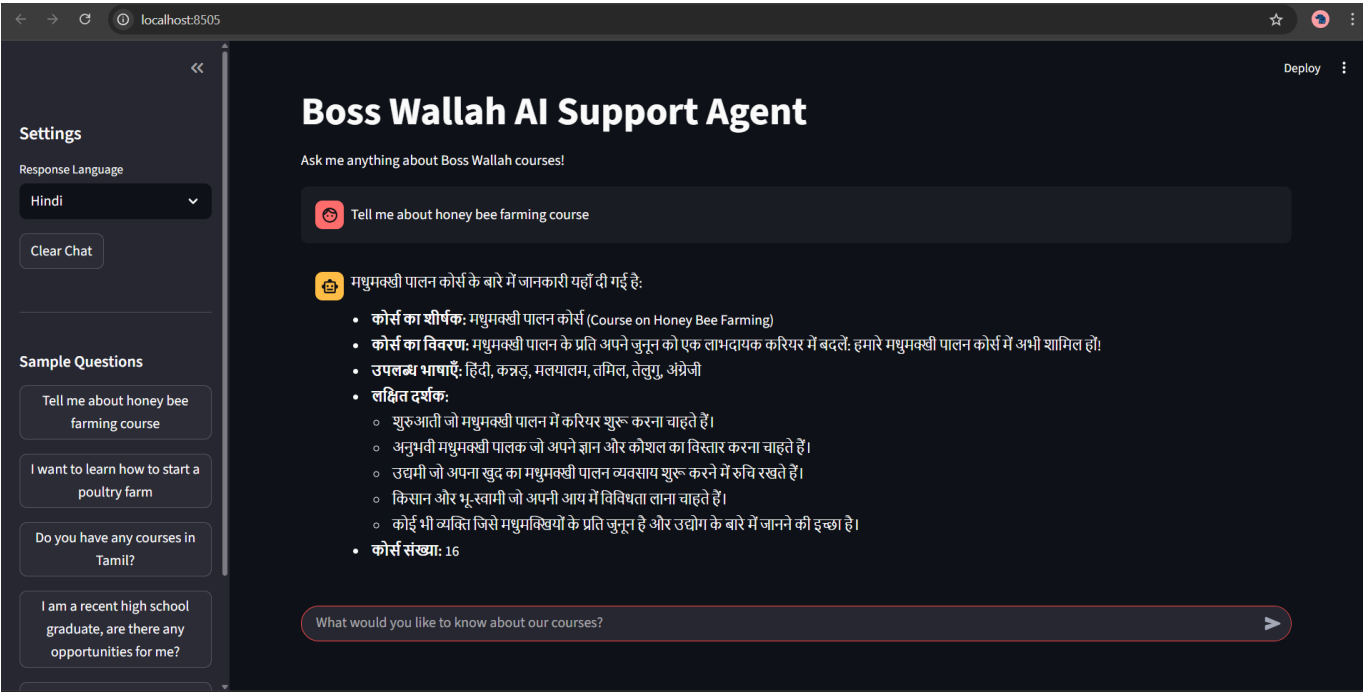 localhost:8505
Deploy
Settings
Response Language
Hindi
Clear Chat
Sample Questions
Tell me about honey bee
farming course
I want to learn how to start a
poultry farm
Do you have any courses in
Tamil?
I am a recent high school
graduate, are there any
opportunities for me?
Boss Wallah AI Support Agent
Ask me anything about Boss Wallah courses!
Tell me about honey bee farming course
मधुमक्खी पालन कोर्स के बारे में जानकारी यहाँ दी गई है:
• कोर्स का शीर्षक: मधुमक्खी पालन कोर्स (Course on Honey Bee Farming)
• कोर्स का विवरण: मधुमक्खी पालन के प्रति अपने जुनून को एक लाभदायक करियर में बदलें: हमारे मधुमक्खी पालन कोर्स में अभी शामिल हों!
• उपलब्ध भाषाएँ: हिंदी, कन्नड़, मलयालम, तमिल, तेलुगु, अंग्रेजी
• लक्षित दर्शक:
◦ शुरुआती जो मधुमक्खी पालन में करियर शुरू करना चाहते हैं।
◦ अनुभवी मधुमक्खी पालक जो अपने ज्ञान और कौशल का विस्तार करना चाहते हैं।
◦ उद्यमी जो अपना खुद का मधुमक्खी पालन व्यवसाय शुरू करने में रुचि रखते हैं।
◦ किसान और भू-स्वामी जो अपनी आय में विविधता लाना चाहते हैं।
◦ कोई भी व्यक्ति जिसे मधुमक्खियों के प्रति जुनून है और उद्योग के बारे में जानने की इच्छा है।
• कोर्स संख्या: 16
What would you like to know about our courses?